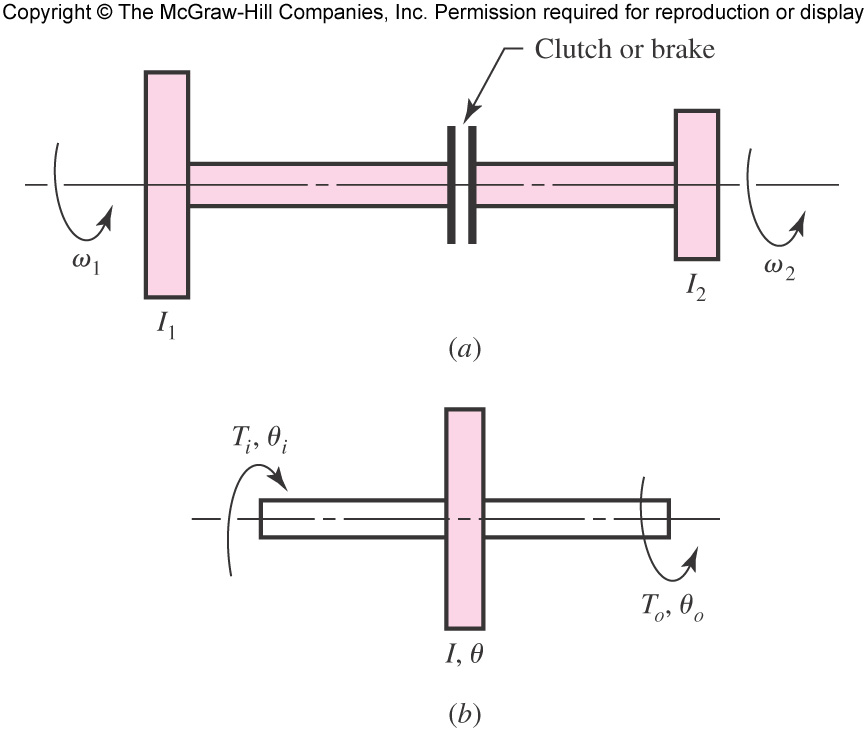 Copyright © The McGraw-Hill Companies, Inc. Permission required for reproduction or display
Clutch or brake
ω₁
I₁
I₂
ω₂
(a)
Tᵢ, θᵢ
Tₒ, θₒ
I, θ
(b)